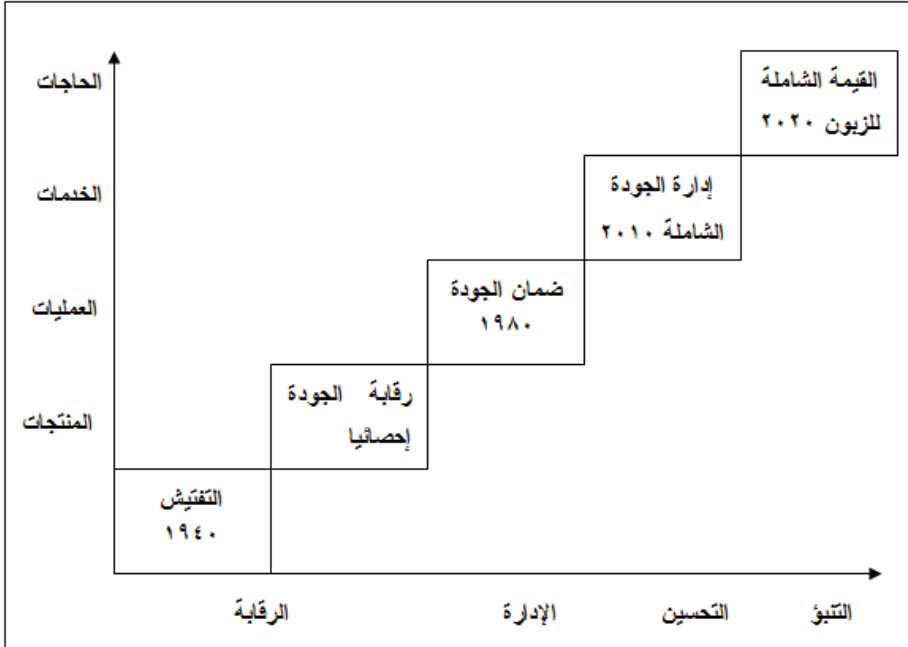 الحاجات
القيمة الشاملة
للزبون ٢٠٢٠
الخدمات
إدارة الجودة
الشاملة ٢٠١٠
العمليات
ضمان الجودة
١٩٨٠
المنتجات
رقابة الجودة
إحصائيا
التفتيش
١٩٤٠
الرقابة الإدارة التحسين التنبؤ